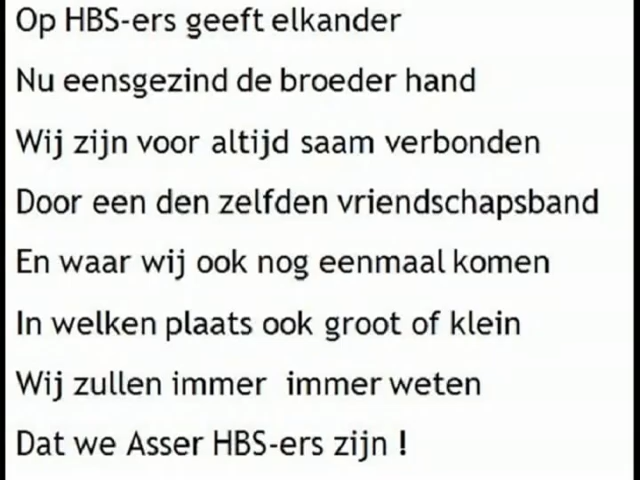 Op HBS-ers geeft elkander
Nu eensgezind de broeder hand
Wij zijn voor altijd saam verbonden
Door een den zelfden vriendschapsband
En waar wij ook nog eenmaal komen
In welken plaats ook groot of klein
Wij zullen immer  immer weten
Dat we Asser HBS-ers zijn !